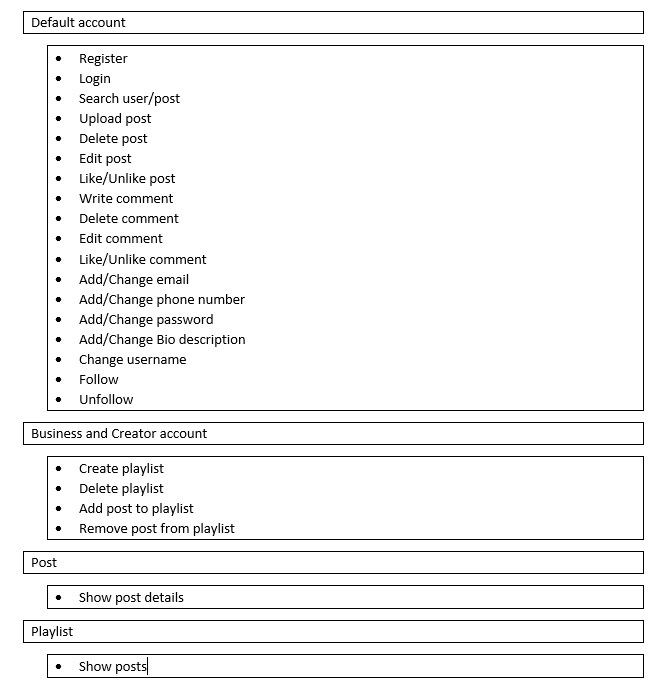 Default account
• Register
• Login
• Search user/post
• Upload post
• Delete post
• Edit post
• Like/Unlike post
• Write comment
• Delete comment
• Edit comment
• Like/Unlike comment
• Add/Change email
• Add/Change phone number
• Add/Change password
• Add/Change Bio description
• Change username
• Follow
• Unfollow
Business and Creator account
• Create playlist
• Delete playlist
• Add post to playlist
• Remove post from playlist
Post
• Show post details
Playlist
• Show posts